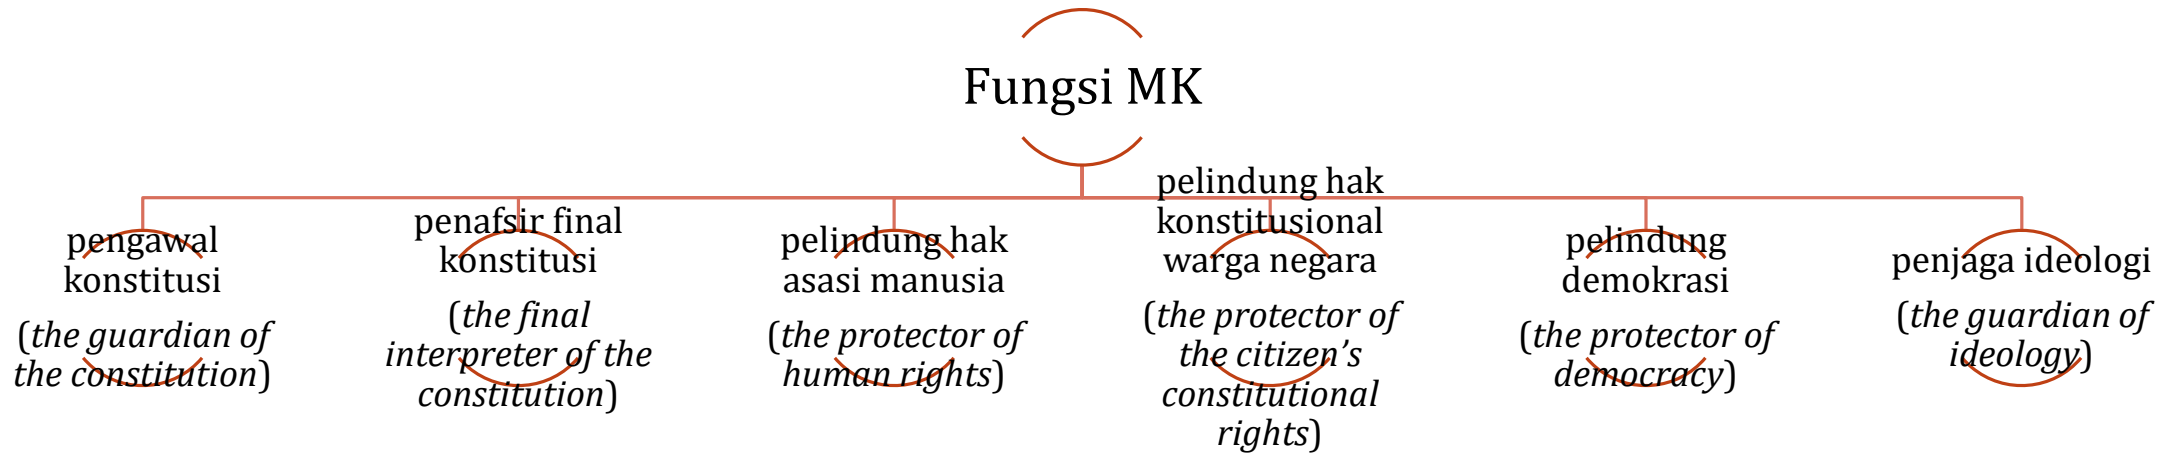 Fungsi MK
pengawal
konstitusi
(the guardian of
the constitution)
penafsir final
konstitusi
(the final
interpreter of the
constitution)
pelindung hak
asasi manusia
(the protector of
human rights)
pelindung hak
konstitusional
warga negara
(the protector of
the citizen’s
constitutional
rights)
pelindung
demokrasi
(the protector of
democracy)
penjaga ideologi
(the guardian of
ideology)